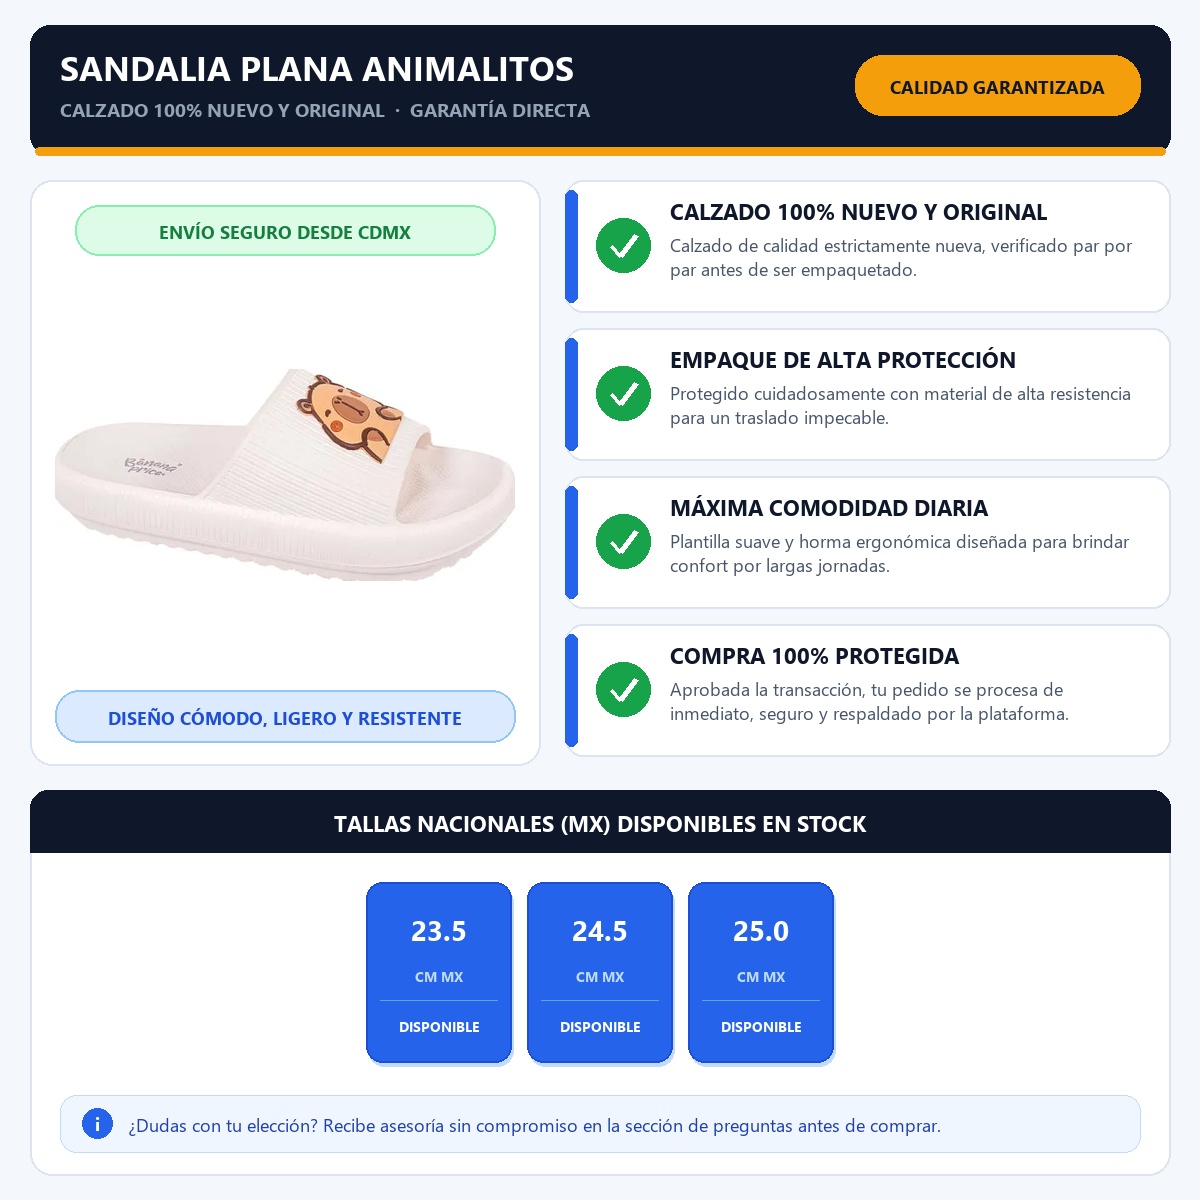 SANDALIA PLANA ANIMALITOS
CALZADO 100% NUEVO Y ORIGINAL · GARANTÍA DIRECTA
CALIDAD GARANTIZADA
ENVÍO SEGURO DESDE CDMX
Banana
Price
DISEÑO CÓMODO, LIGERO Y RESISTENTE
CALZADO 100% NUEVO Y ORIGINAL
Calzado de calidad estrictamente nueva, verificado par por
par antes de ser empaquetado.
EMPAQUE DE ALTA PROTECCIÓN
Protegido cuidadosamente con material de alta resistencia
para un traslado impecable.
MÁXIMA COMODIDAD DIARIA
Plantilla suave y horma ergonómica diseñada para brindar
confort por largas jornadas.
COMPRA 100% PROTEGIDA
Aprobada la transacción, tu pedido se procesa de
inmediato, seguro y respaldado por la plataforma.
TALLAS NACIONALES (MX) DISPONIBLES EN STOCK
23.5
CM MX
DISPONIBLE
24.5
CM MX
DISPONIBLE
25.0
CM MX
DISPONIBLE
¿Dudas con tu elección? Recibe asesoría sin compromiso en la sección de preguntas antes de comprar.